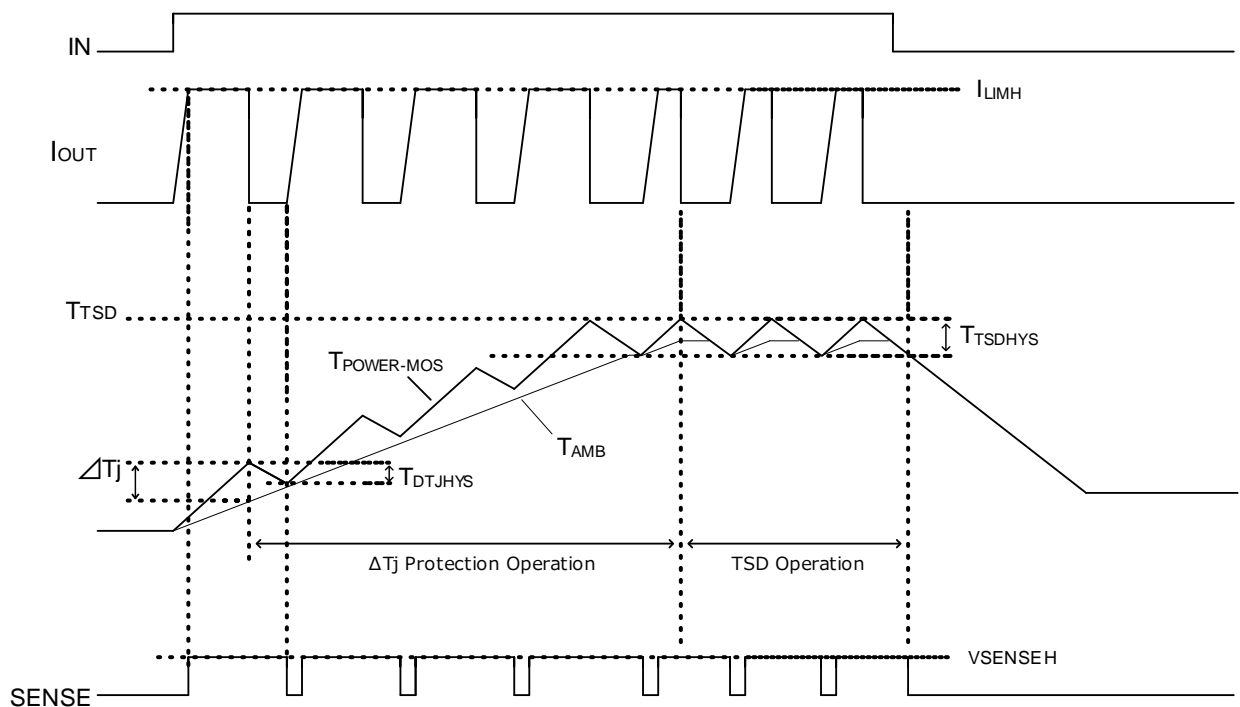 IN
ILIMH
IOUT
TTSD
TTSDHYS
TPOWER-MOS
TAMB
⊿Tj
TDTJHYS
ΔTj Protection Operation
TSD Operation
VSENSEH
SENSE